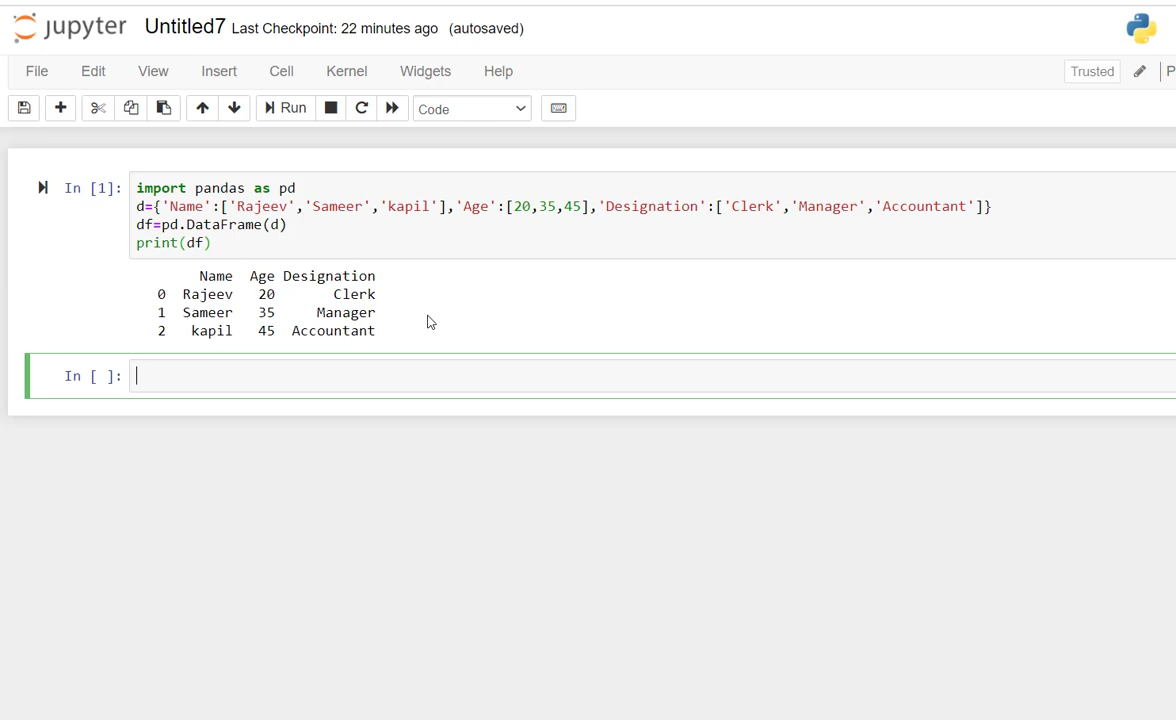 jupyter Untitled7 Last Checkpoint: 22 minutes ago (autosaved)
File Edit View Insert Cell Kernel Widgets Help Trusted P
Run Code
In [1]: import pandas as pd
d={'Name':['Rajeev','Sameer','kapil'],'Age':[20,35,45],'Designation':['Clerk','Manager','Accountant']}
df=pd.DataFrame(d)
print(df)
Name Age Designation
0 Rajeev 20 Clerk
1 Sameer 35 Manager
2 kapil 45 Accountant
In [ ]: